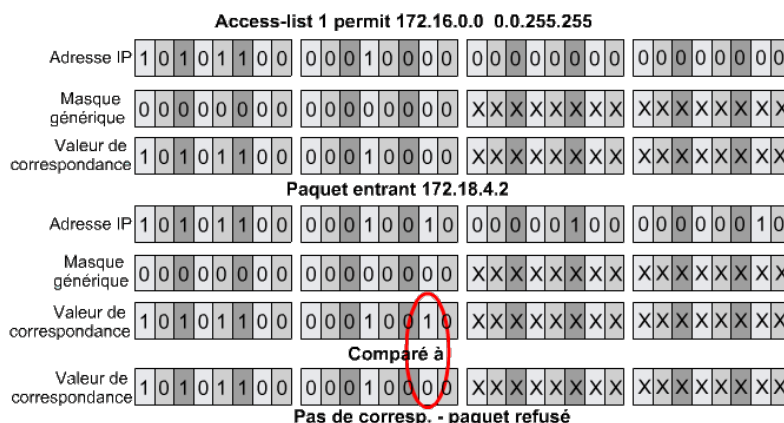 Access-list 1 permit 172.16.0.0 0.0.255.255
Adresse IP 1 0 1 0 1 1 0 0 0 0 0 1 0 0 0 0 0 0 0 0 0 0 0 0 0 0 0 0 0 0 0 0
Masque
générique 0 0 0 0 0 0 0 0 0 0 0 0 0 0 0 0 X X X X X X X X X X X X X X X X
Valeur de
correspondance 1 0 1 0 1 1 0 0 0 0 0 1 0 0 0 0 X X X X X X X X X X X X X X X X
Paquet entrant 172.18.4.2
Adresse IP 1 0 1 0 1 1 0 0 0 0 0 1 0 0 1 0 0 0 0 0 0 1 0 0 0 0 0 0 0 0 1 0
Masque
générique 0 0 0 0 0 0 0 0 0 0 0 0 0 0 0 0 X X X X X X X X X X X X X X X X
Valeur de
correspondance 1 0 1 0 1 1 0 0 0 0 0 1 0 0 1 0 X X X X X X X X X X X X X X X X
Comparé à
Valeur de
correspondance 1 0 1 0 1 1 0 0 0 0 0 1 0 0 0 0 X X X X X X X X X X X X X X X X
Pas de corresp. - paquet refusé